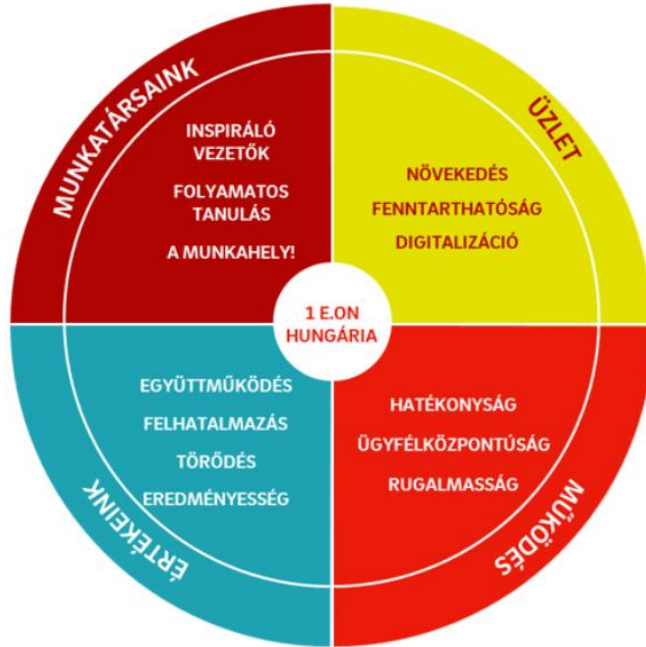 MUNKATÁRSAINK
INSPIRÁLÓ
VEZETŐK
FOLYAMATOS
TANULÁS
A MUNKAHELY!
ÜZLET
NÖVEKEDÉS
FENNTARTHATÓSÁG
DIGITALIZÁCIÓ
1 E.ON
HUNGÁRIA
EGYÜTTMŰKÖDÉS
FELHATALMAZÁS
TÖRŐDÉS
EREDMÉNYESSÉG
ÉRTÉKEINK
HATÉKONYSÁG
ÜGYFÉLKÖZPONTÚSÁG
RUGALMASSÁG
MŰKÖDÉS